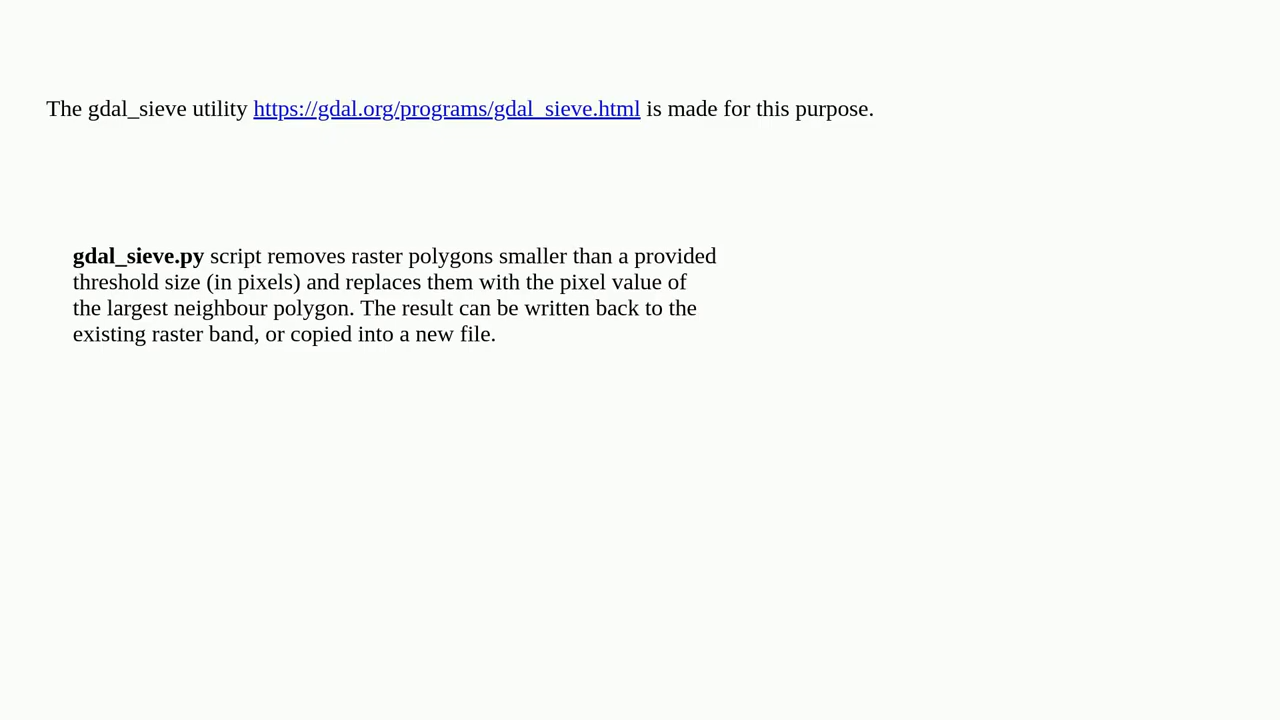 The gdal_sieve utility https://gdal.org/programs/gdal_sieve.html is made for this purpose.
gdal_sieve.py script removes raster polygons smaller than a provided
threshold size (in pixels) and replaces them with the pixel value of
the largest neighbour polygon. The result can be written back to the
existing raster band, or copied into a new file.